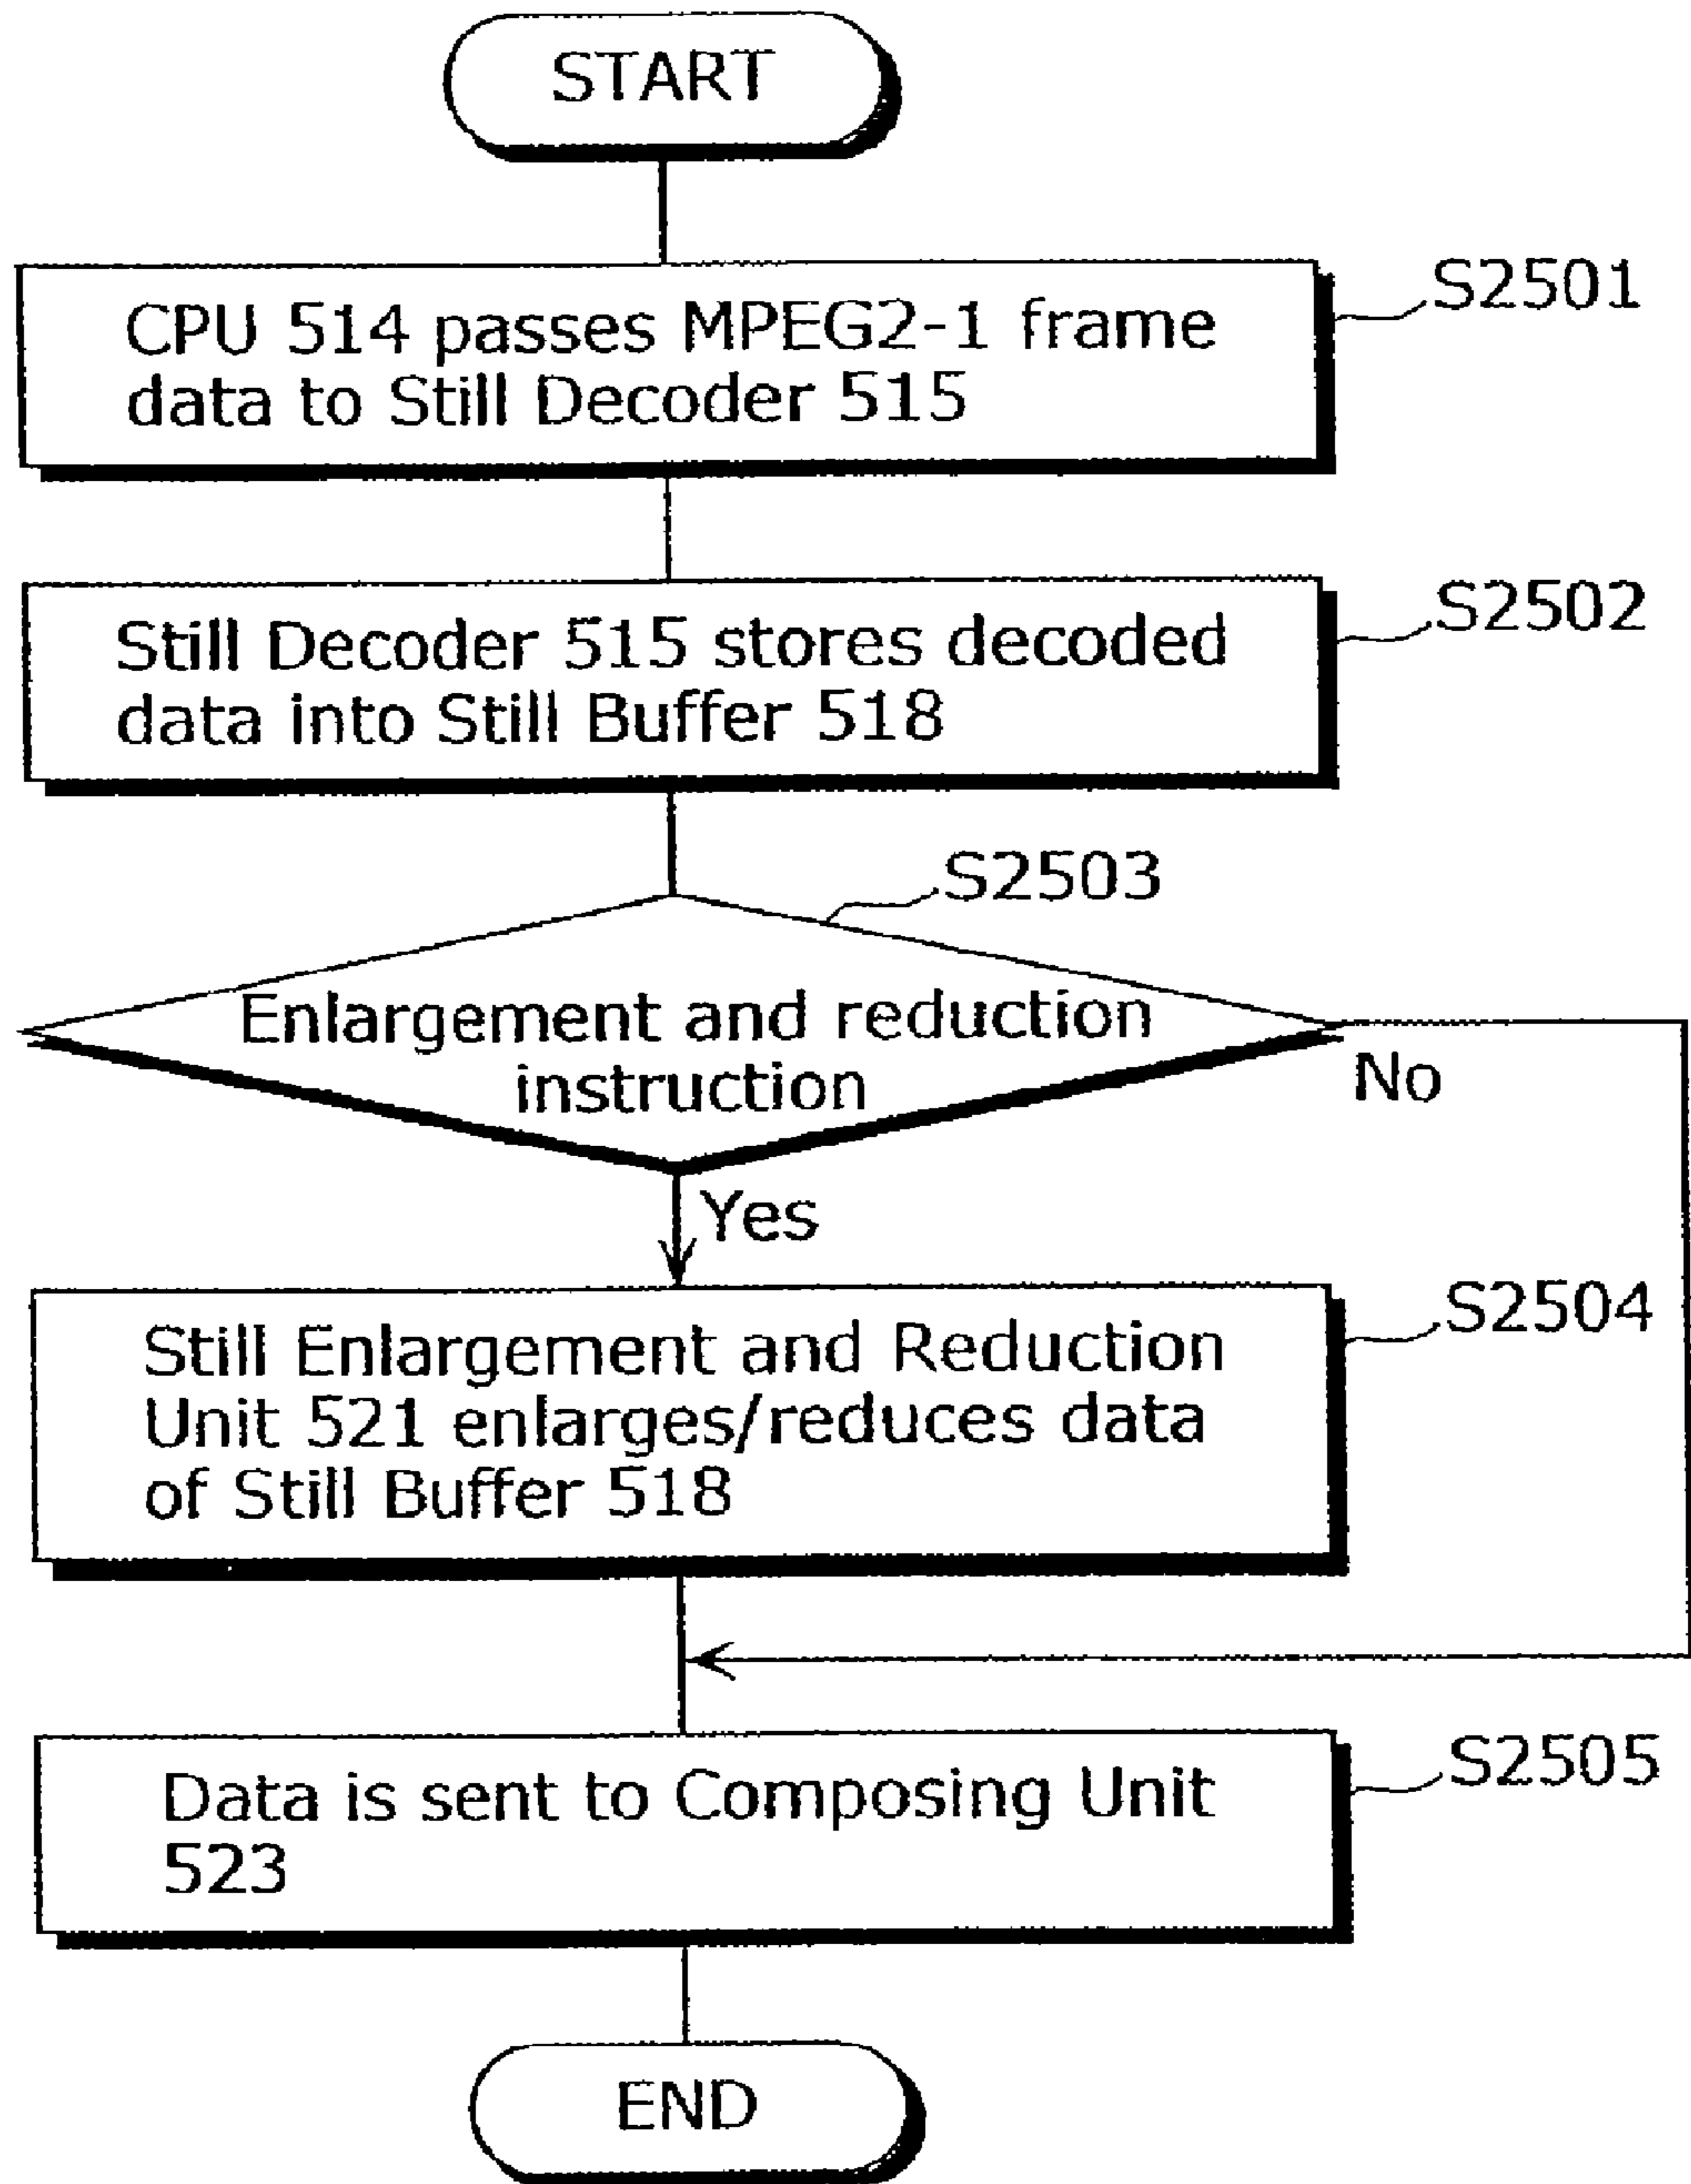 START
S2501
CPU 514 passes MPEG2-1 frame
data to Still Decoder 515
S2502
Still Decoder 515 stores decoded
data into Still Buffer 518
S2503
Enlargement and reduction
instruction
No
Yes
S2504
Still Enlargement and Reduction
Unit 521 enlarges/reduces data
of Still Buffer 518
S2505
Data is sent to Composing Unit
523
END